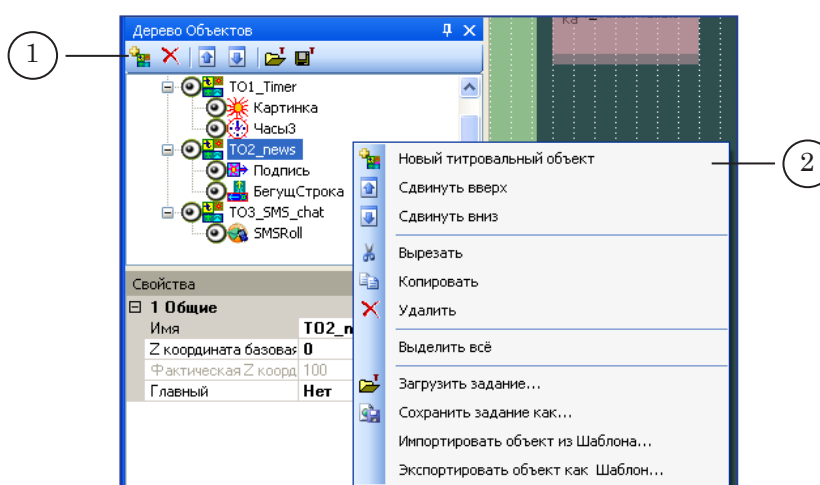 ка =
Дерево Объектов
1
TO1_Timer
Картинка
Часы3
TO2_news
Подпись
БегущСтрока
TO3_SMS_chat
SMSRoll
Новый титровальный объект
2
Сдвинуть вверх
Сдвинуть вниз
Вырезать
Копировать
Удалить
Выделить всё
Загрузить задание...
Сохранить задание как...
Импортировать объект из Шаблона...
Экспортировать объект как Шаблон...
Свойства
1 Общие
Имя TO2_n
Z координата базовая 0
Фактическая Z коорд 100
Главный Нет